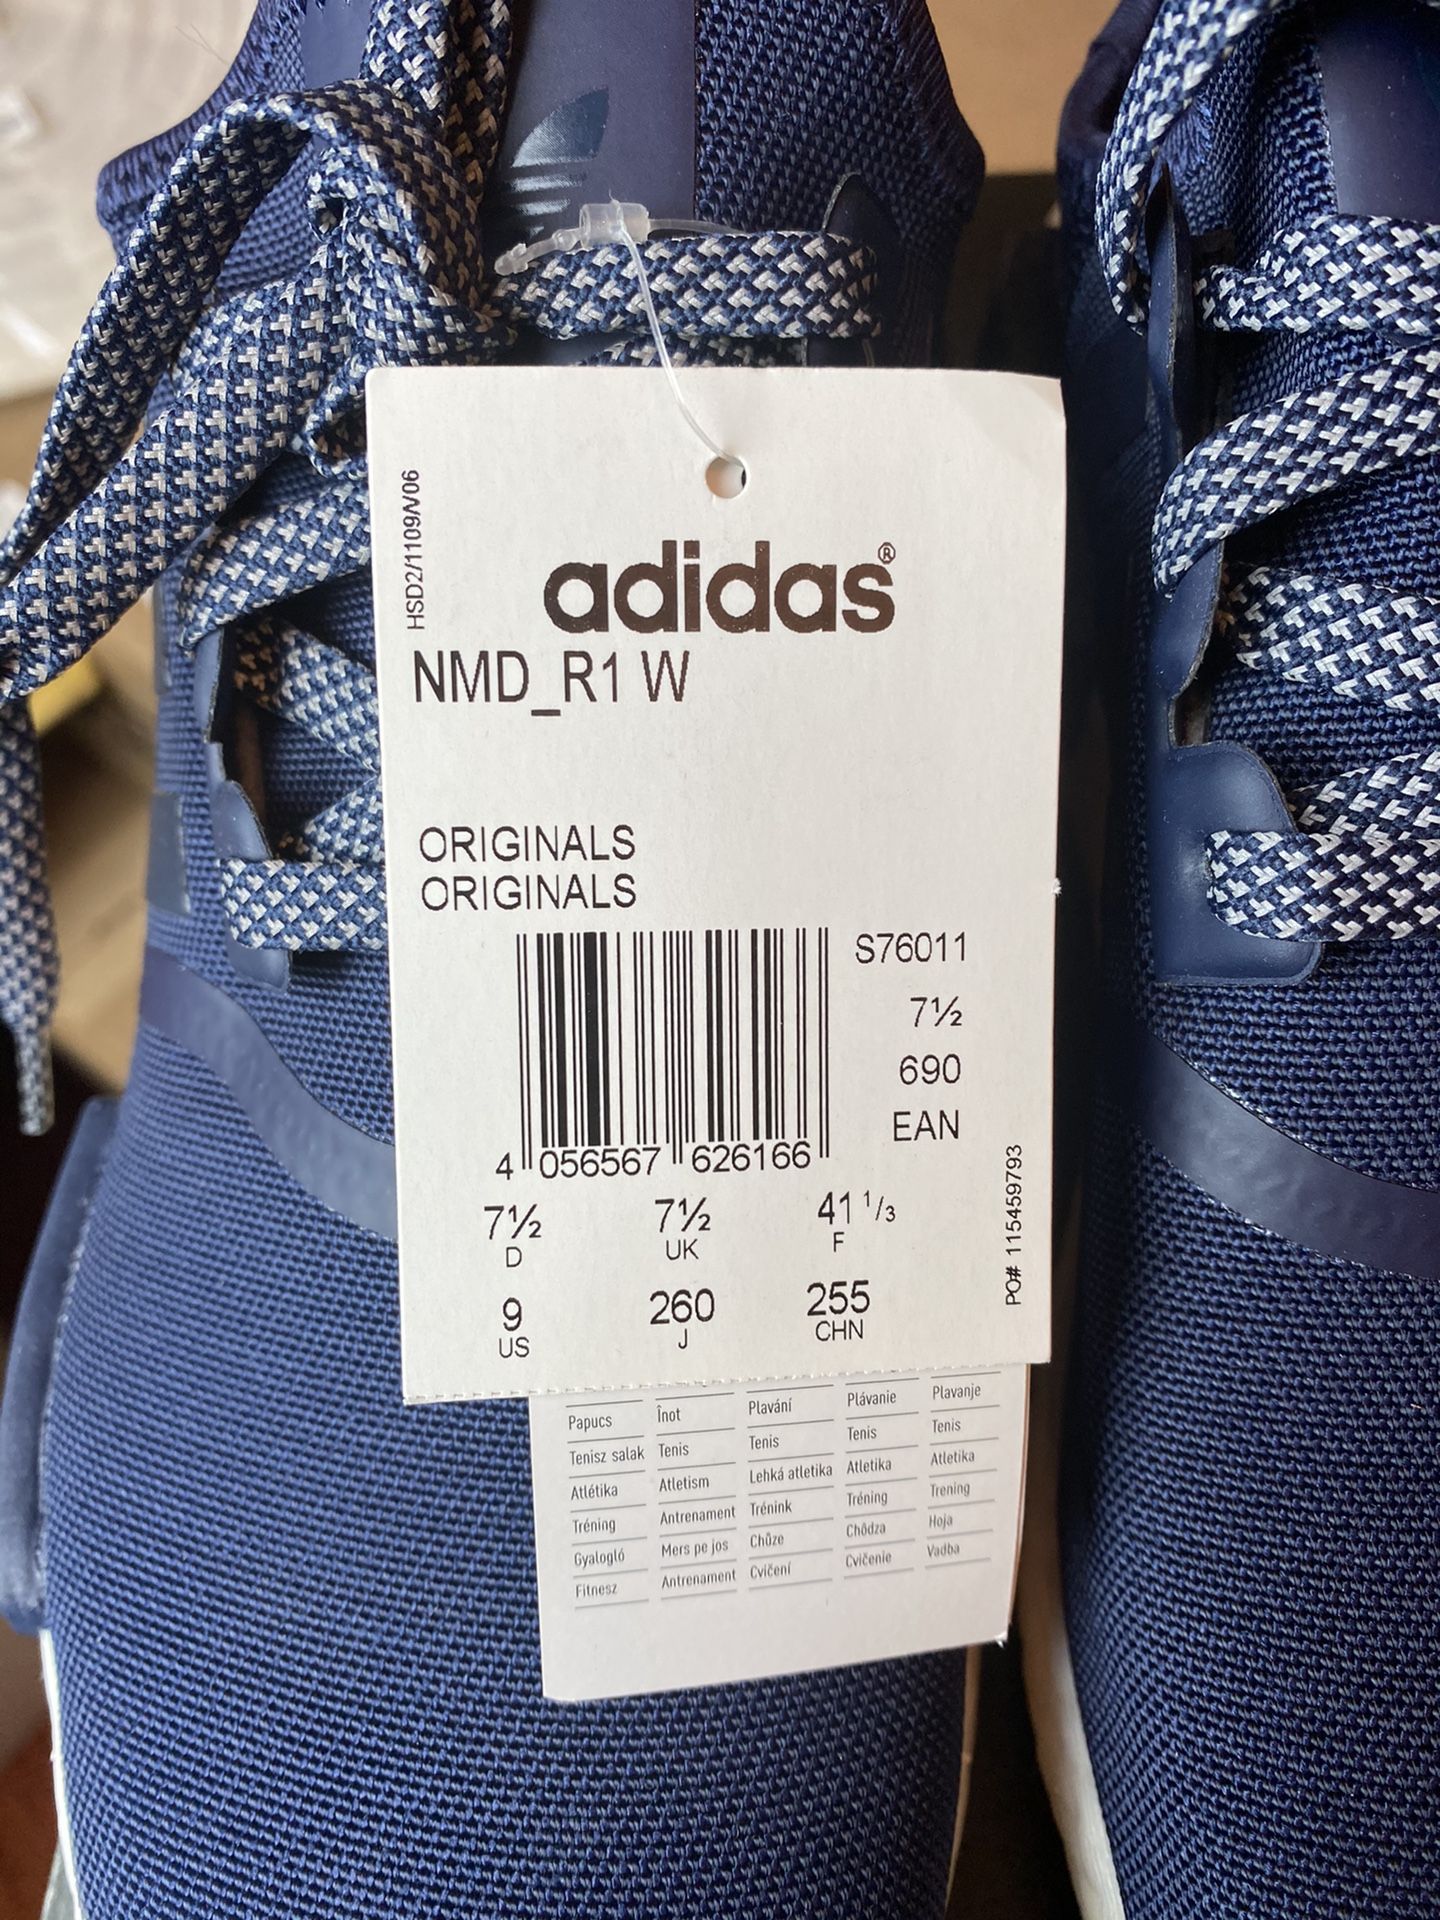 HSD2/1109/V06
adidas®
NMD_R1 W
ORIGINALS
ORIGINALS
S76011
7½
690
EAN
4 056567 626166
7½ 7½ 41 1/3
D UK F
9 260 255
US J CHN
PO# 115459793
Papucs Înot Plavání Plávanie Plavanje
Tenisz salak Tenis Tenis Tenis Tenis
Atlétika Atletism Lehká atletika Atletika Atletika
Tréning Antrenament Trénink Tréning Trening
Gyalogló Mers pe jos Chůze Chôdza Hoja
Fitnesz Antrenament Cvičení Cvičenie Vadba